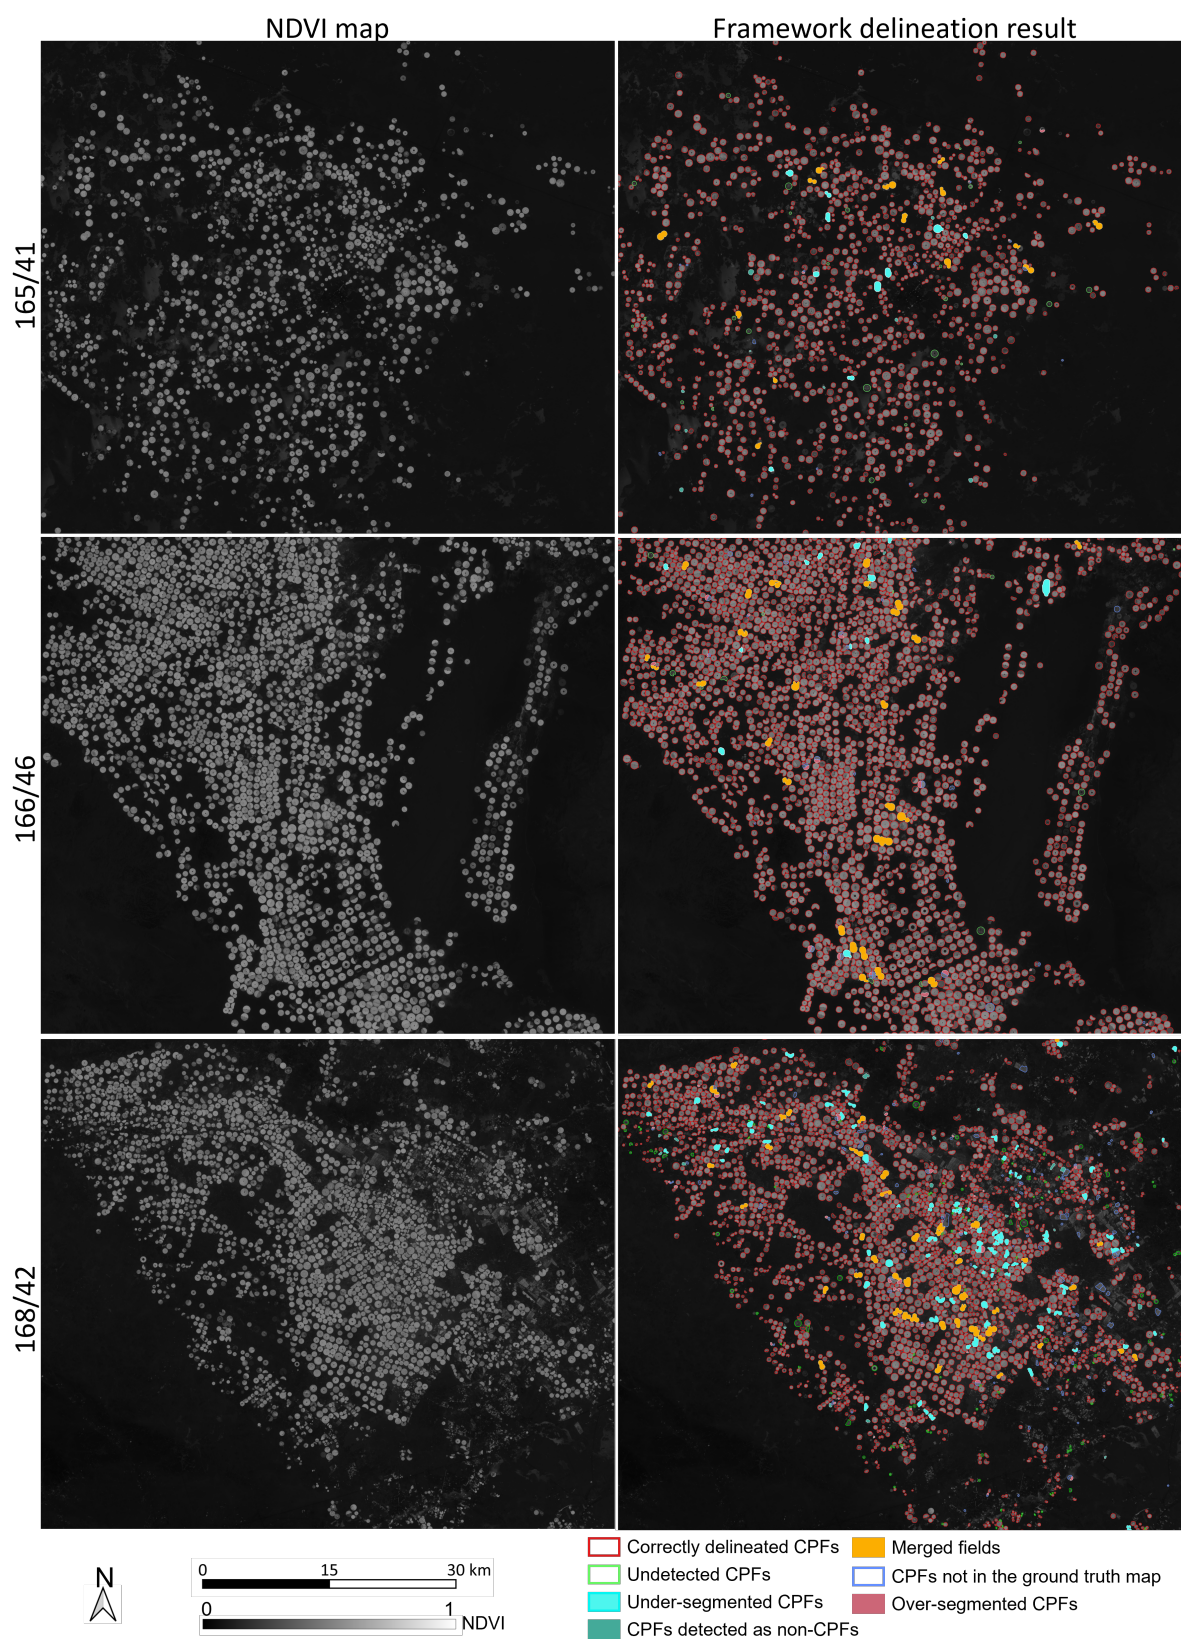 NDVI map
Framework delineation result
165/41
166/46
168/42
N
0 15 30 km
0 1 NDVI
Correctly delineated CPFs
Undetected CPFs
Under-segmented CPFs
CPFs detected as non-CPFs
Merged fields
CPFs not in the ground truth map
Over-segmented CPFs